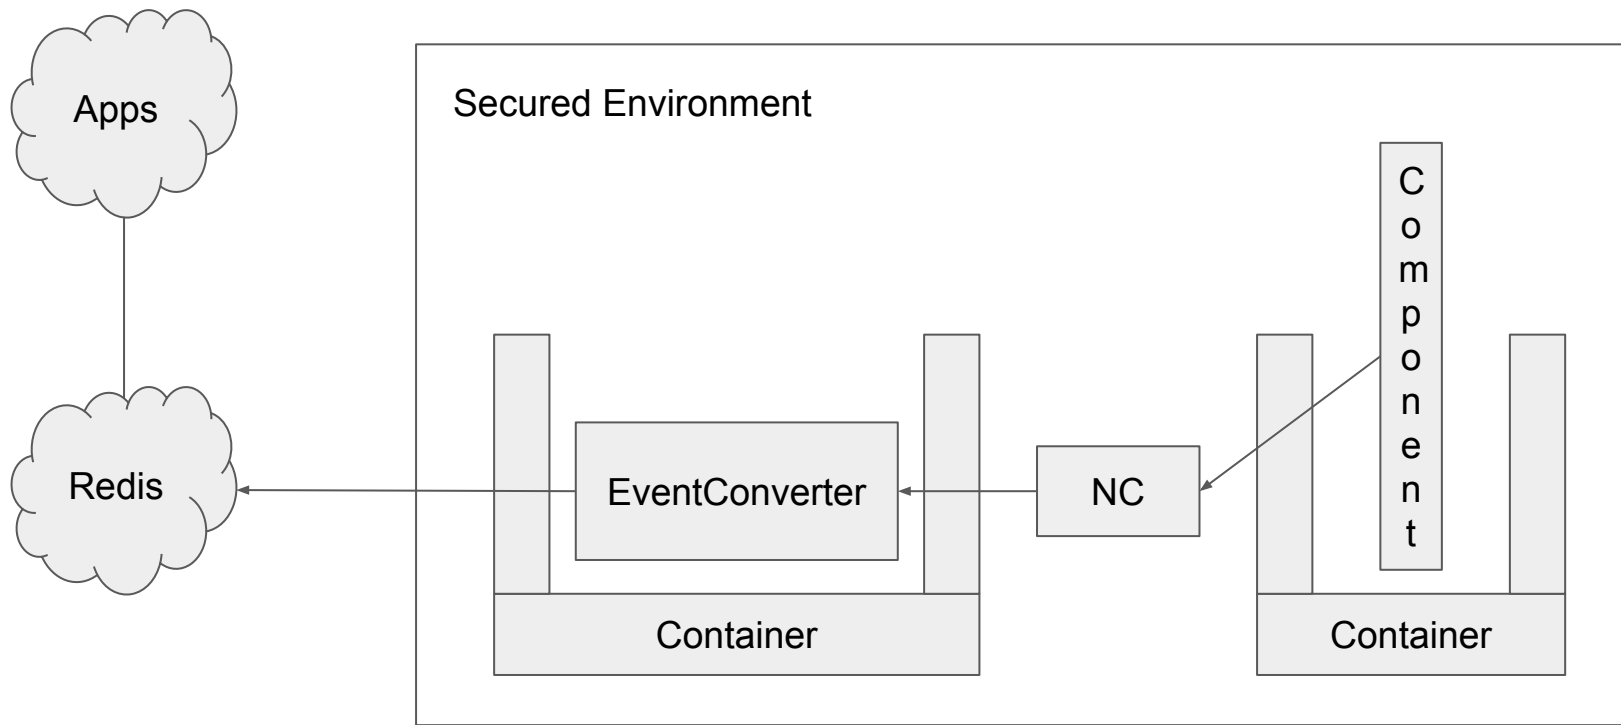 Apps
Secured Environment
Component
Redis
EventConverter
NC
Container
Container